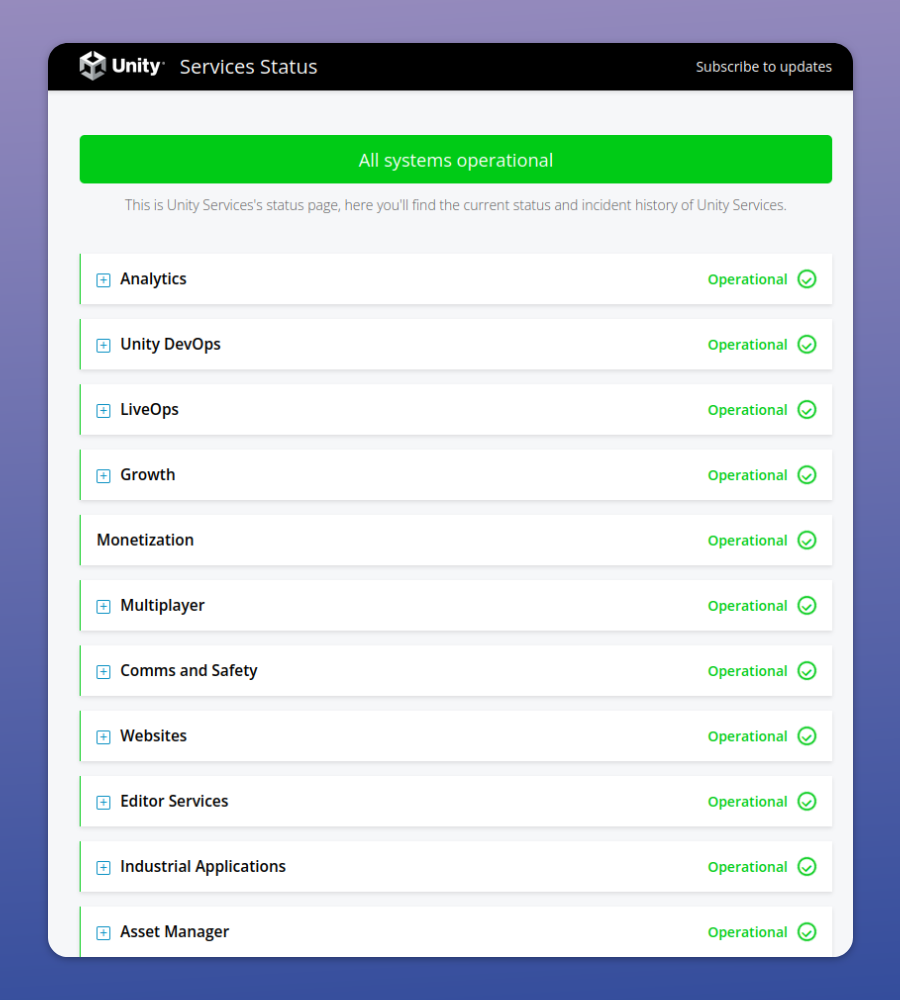 Unity Services Status
Subscribe to updates
All systems operational
This is Unity Services's status page, here you'll find the current status and incident history of Unity Services.
Analytics Operational
Unity DevOps Operational
LiveOps Operational
Growth Operational
Monetization Operational
Multiplayer Operational
Comms and Safety Operational
Websites Operational
Editor Services Operational
Industrial Applications Operational
Asset Manager Operational